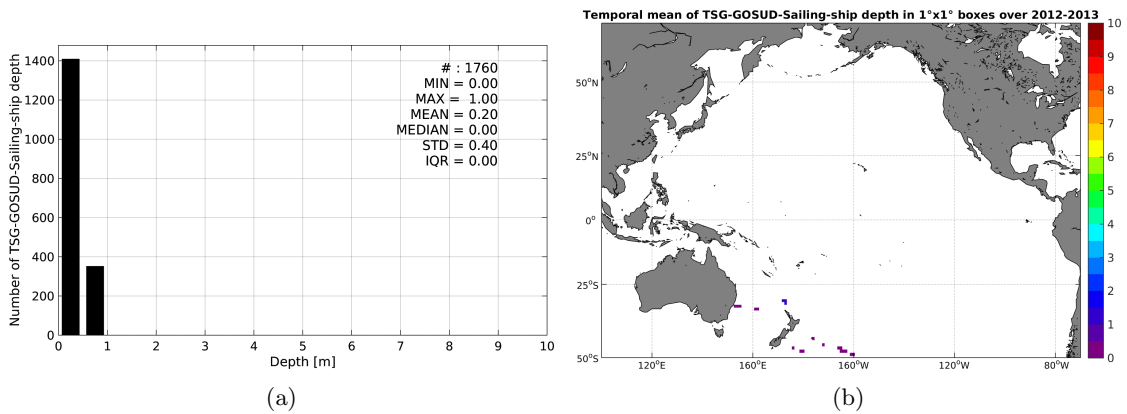 Temporal mean of TSG-GOSUD-Sailing-ship depth in 1°x1° boxes over 2012-2013
Number of TSG-GOSUD-Sailing-ship depth
1400
1200
1000
800
600
400
200
0
# : 1760
MIN = 0.00
MAX = 1.00
MEAN = 0.20
MEDIAN = 0.00
STD = 0.40
IQR = 0.00
0 1 2 3 4 5 6 7 8 9 10
Depth [m]
50°N
25°N
0°
25°S
50°S
120°E 160°E 160°W 120°W 80°W
10
9
8
7
6
5
4
3
2
1
0
(a)
(b)